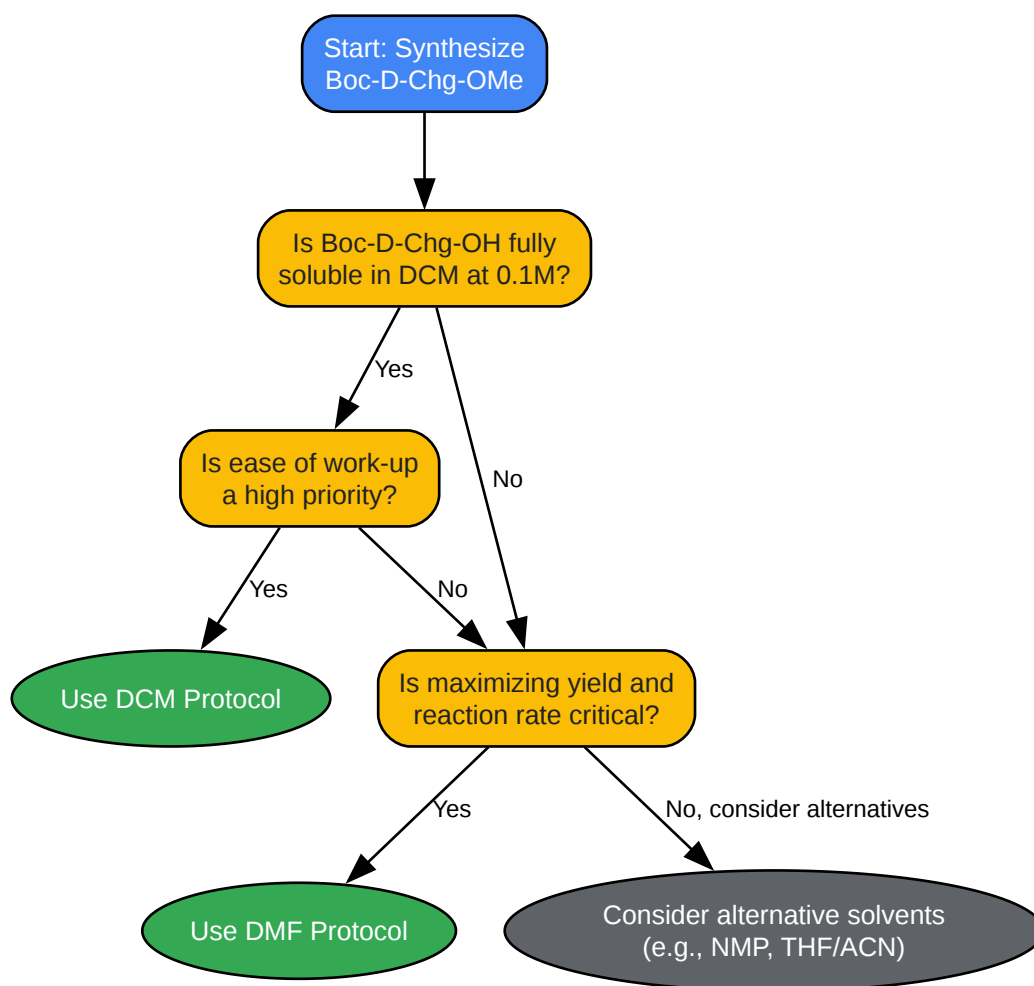 Start: Synthesize
Boc-D-Chg-OMe
Is Boc-D-Chg-OH fully
soluble in DCM at 0.1M?
Yes
Is ease of work-up
a high priority?
No
Yes
No
Use DCM Protocol
Is maximizing yield and
reaction rate critical?
Yes
No, consider alternatives
Use DMF Protocol
Consider alternative solvents
(e.g., NMP, THF/ACN)